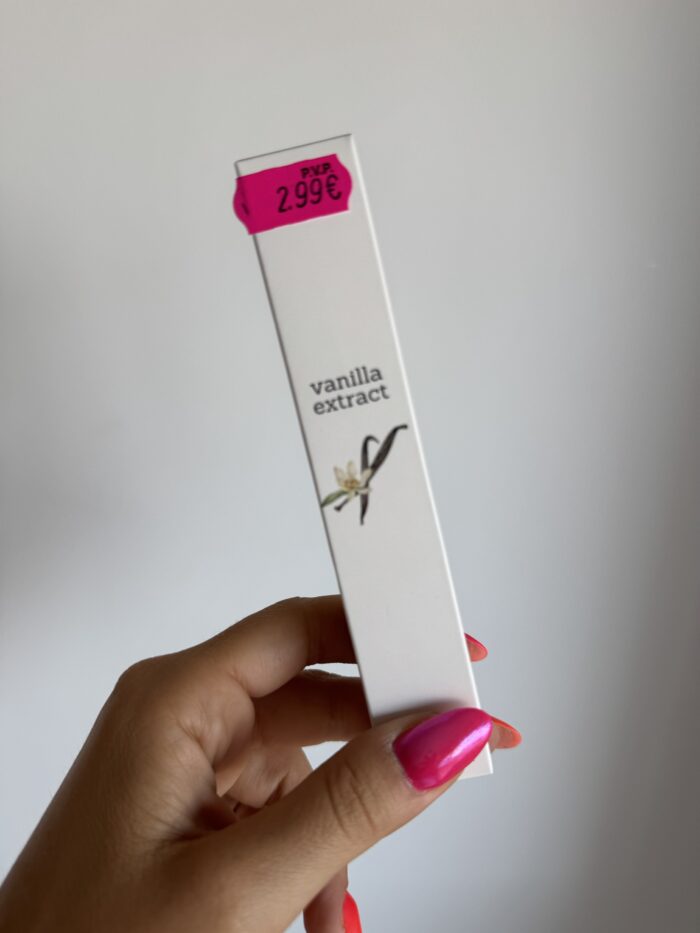 P.V.P.
2.99€
vanilla
extract